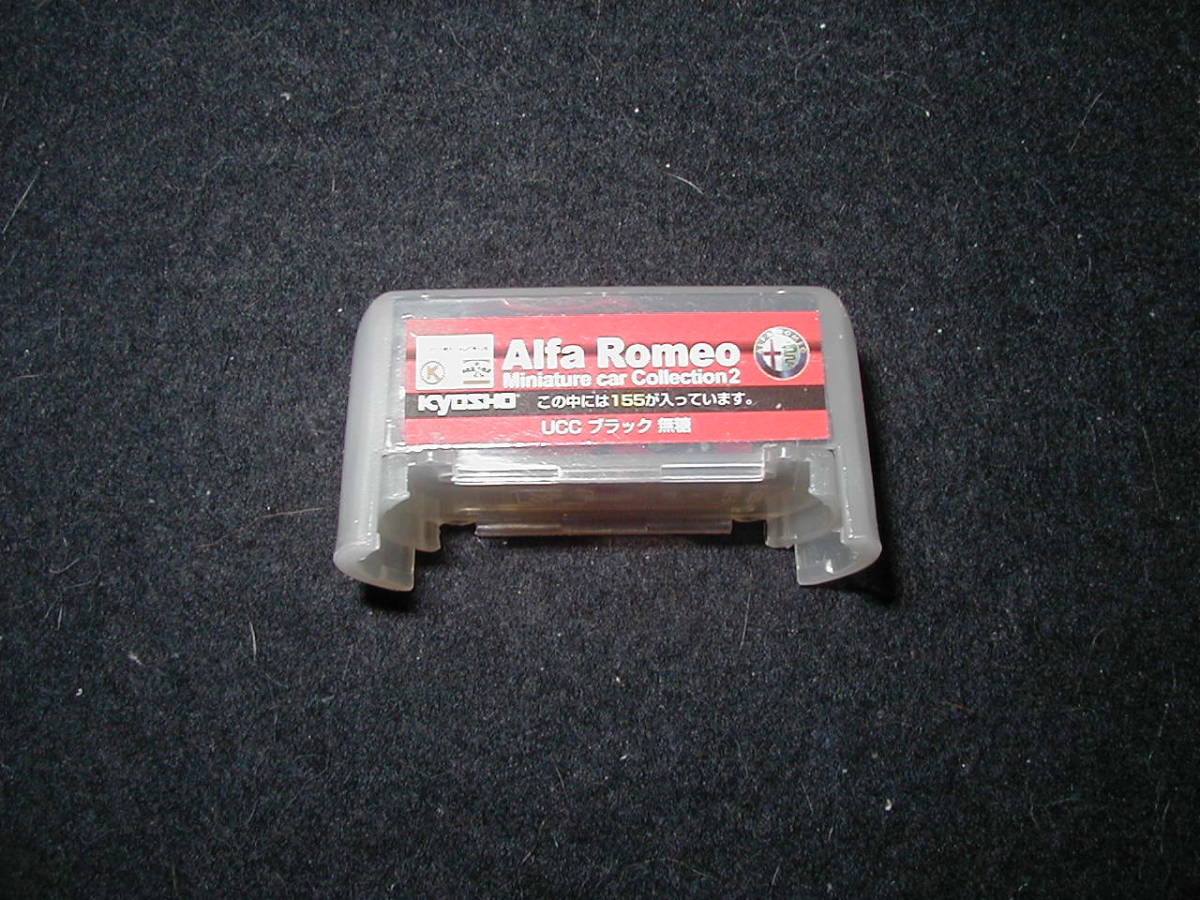 Alfa Romeo
Miniature car Collection2
KYOSHO この中には155が入っています。
UCC ブラック 無糖
K